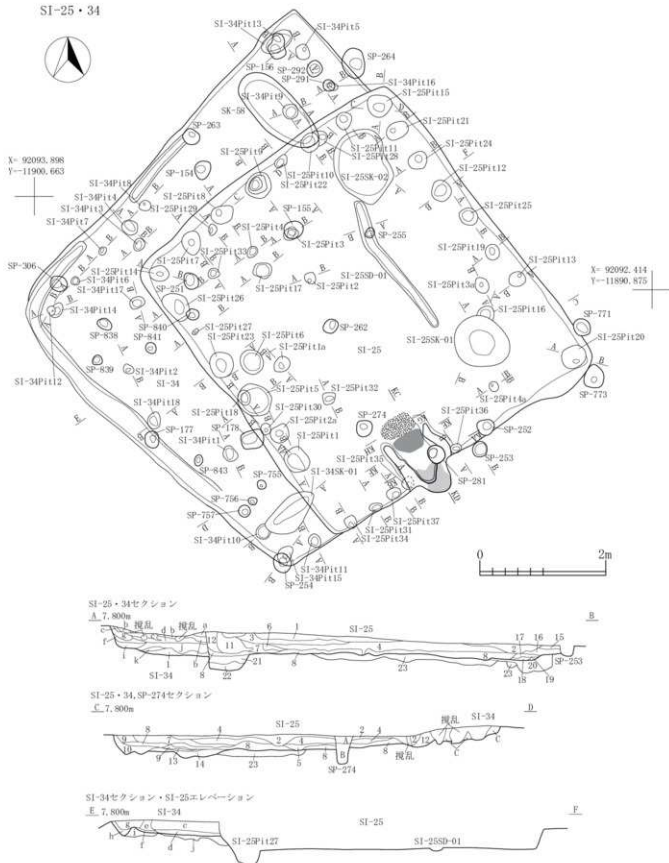 SI-25・34
SI-34Pit13
SI-34Pit5
SP-156
SP-292
SP-264
SP-291
SI-34Pit16
SI-34Pit9
SI-25Pit15
SK-58
SI-25Pit21
SP-263
SI-25Pit24
SI-25Pit11
SI-25Pit28
SI-25Pit12
SI-25Pit9
SI-25Pit10
SI-25Pit22
SI-25SK-02
X= 92093.898
Y=-11900.663
SP-154
SI-34Pit8
SI-34Pit4
SI-34Pit3
SI-34Pit7
SI-25Pit8
SI-25Pit29
SP-155
SI-25Pit4
SI-25Pit3
SP-255
SI-25Pit25
SI-25Pit19
SI-25Pit13
SI-25Pit7
SI-25Pit33
SI-25Pit14
SP-251
SI-25Pit17
SI-25Pit2
SI-25SD-01
SI-25Pit3a
X= 92092.414
Y=-11890.875
SP-306
SI-34Pit6
SI-34Pit17
SI-34Pit14
SI-25Pit26
SP-840
SI-25Pit27
SI-25Pit23
SI-25Pit6
SI-25Pit1a
SP-262
SI-25
SI-25Pit16
SI-25SK-01
SP-771
SI-25Pit20
SP-838
SP-841
SP-839
SI-34Pit2
SI-34
SI-34Pit12
SI-25Pit5
SI-25Pit32
SI-25Pit4a
SP-773
SI-34Pit18
SI-25Pit18
SI-25Pit30
SI-25Pit2a
SP-274
SI-25Pit36
SP-252
SP-177
SP-178
SI-34Pit1
SI-25Pit1
SI-25Pit35
SP-253
SP-843
SP-755
SI-34SK-01
SP-281
SP-756
SP-757
SI-25Pit37
SI-25Pit31
SI-25Pit34
SI-34Pit10
SI-34Pit11
SI-34Pit15
SP-254
0 2m
SI-25・34セクション
A 7.800m B
撹乱 撹乱 SI-25
SI-34 SP-253
SI-25・34,SP-274セクション
C 7.800m D
SI-25 撹乱 SI-34
SP-274 撹乱
SI-34セクション・SI-25エレベーション
E 7.800m SI-34 SI-25 F
SI-25Pit27 SI-25SD-01